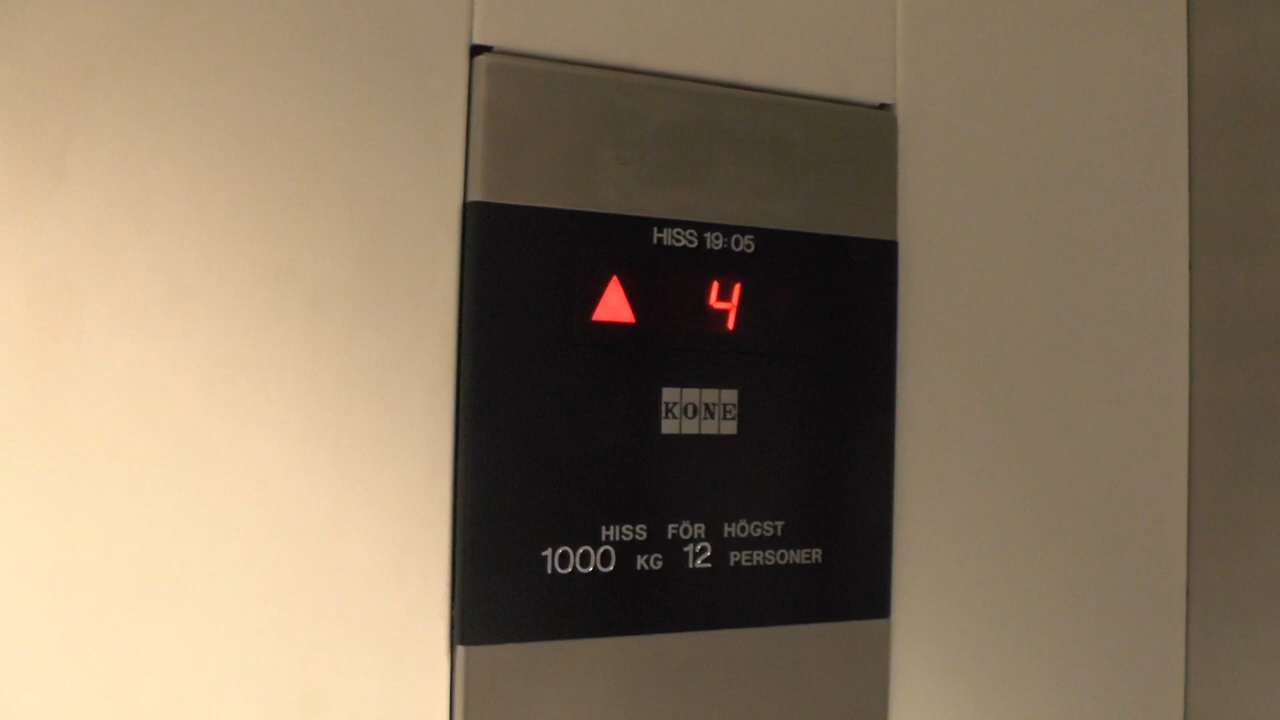 HISS 19:05
4
KONE
HISS FÖR HÖGST
1000 KG 12 PERSONER